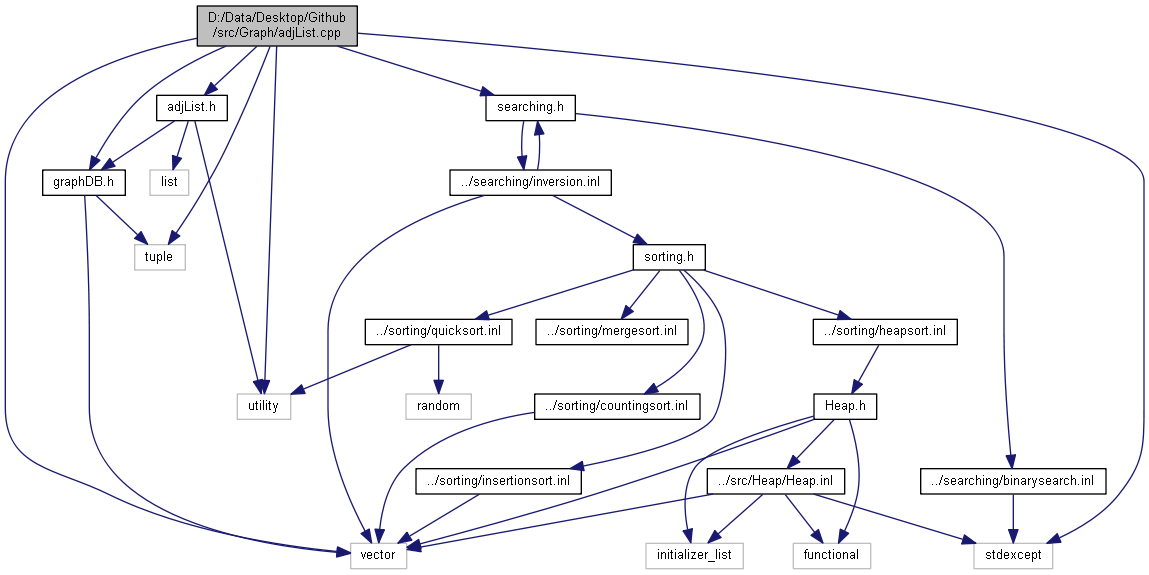 D:/Data/Desktop/Github
/src/Graph/adjList.cpp
adjList.h
searching.h
graphDB.h
list
../searching/inversion.inl
tuple
sorting.h
../sorting/quicksort.inl
../sorting/mergesort.inl
../sorting/heapsort.inl
utility
random
../sorting/countingsort.inl
Heap.h
../sorting/insertionsort.inl
../src/Heap/Heap.inl
../searching/binarysearch.inl
vector
initializer_list
functional
stdexcept